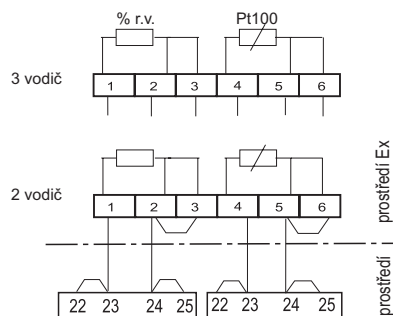 % r.v. Pt100
3 vodič
1 2 3 4 5 6
2 vodič
1 2 3 4 5 6
prostředí Ex
prostředí
22 23 24 25 22 23 24 25